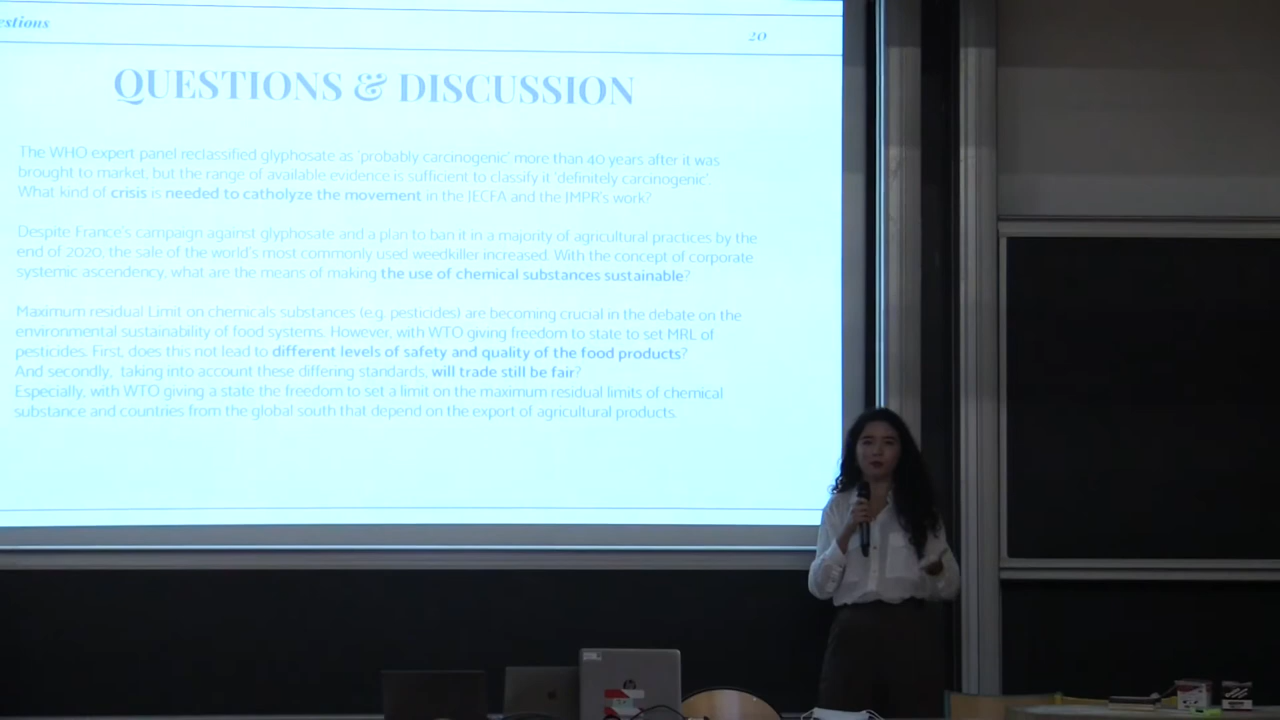 estions
20
QUESTIONS & DISCUSSION
The WHO expert panel reclassified glyphosate as 'probably carcinogenic' more than 40 years after it was
brought to market, but the range of available evidence is sufficient to classify it 'definitely carcinogenic'.
What kind of crisis is needed to catholyze the movement in the JECFA and the JMPR's work?
Despite France's campaign against glyphosate and a plan to ban it in a majority of agricultural practices by the
end of 2020, the sale of the world's most commonly used weedkiller increased. With the concept of corporate
systemic ascendency, what are the means of making the use of chemical substances sustainable?
Maximum residual Limit on chemicals substances (e.g. pesticides) are becoming crucial in the debate on the
environmental sustainability of food systems. However, with WTO giving freedom to state to set MRL of
pesticides. First, does this not lead to different levels of safety and quality of the food products?
And secondly, taking into account these differing standards, will trade still be fair?
Especially, with WTO giving a state the freedom to set a limit on the maximum residual limits of chemical
substance and countries from the global south that depend on the export of agricultural products.
hp